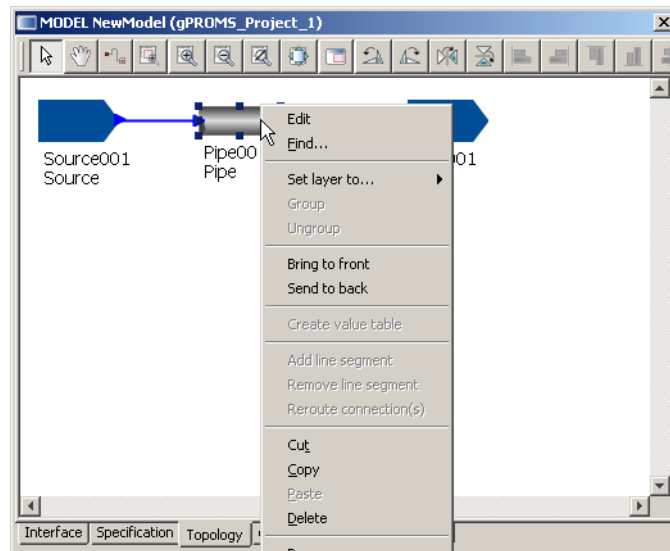 MODEL NewModel (gPROMS_Project_1)
Source001
Source
Pipe00
Pipe
01
Edit
Find...
Set layer to...
Group
Ungroup
Bring to front
Send to back
Create value table
Add line segment
Remove line segment
Reroute connection(s)
Cut
Copy
Paste
Delete
Interface
Specification
Topology